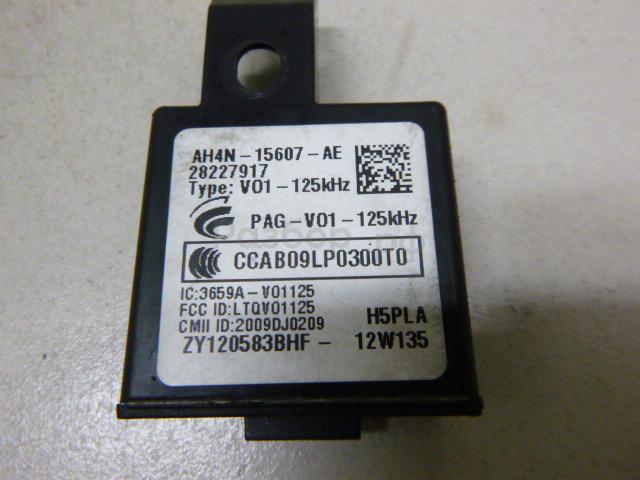 AH4N-15607-AE
28227917
Type: V01-125kHz
PAG-V01-125kHz
CCAB09LP0300T0
IC:3659A-V01125
FCC ID:LTQV01125
CMII ID:2009DJ0209
H5PLA
ZY120583BHF- 12W135